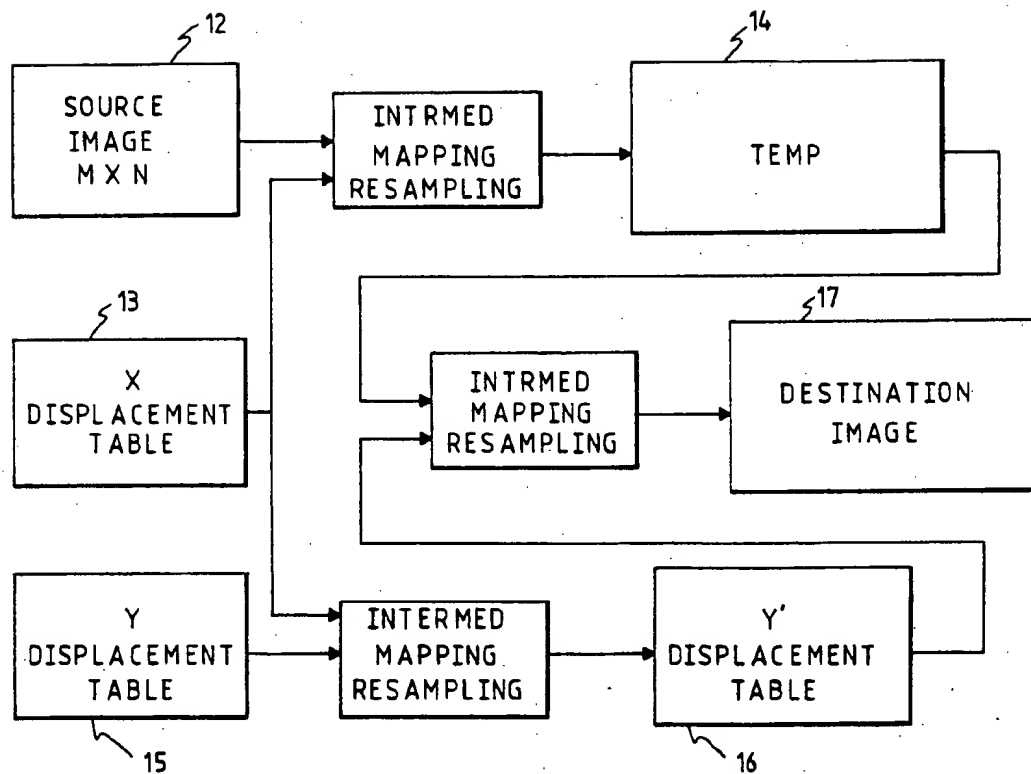 12
SOURCE
IMAGE
M X N
INTRMED
MAPPING
RESAMPLING
14
TEMP
13
X
DISPLACEMENT
TABLE
INTRMED
MAPPING
RESAMPLING
17
DESTINATION
IMAGE
Y
DISPLACEMENT
TABLE
15
INTERMED
MAPPING
RESAMPLING
Y'
DISPLACEMENT
TABLE
16